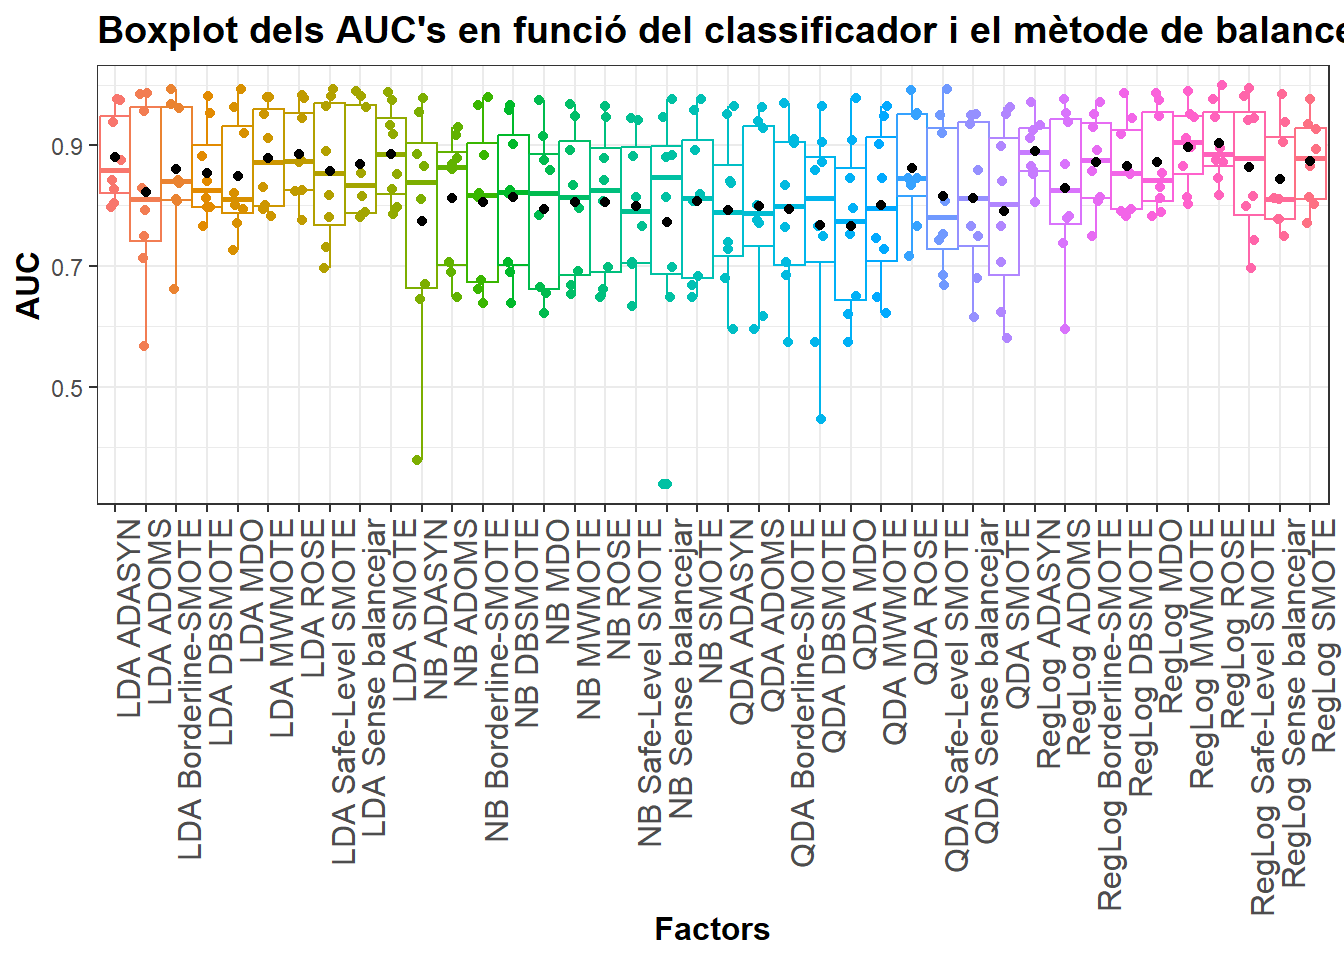 Boxplot dels AUC's en funció del classificador i el mètode de balance
AUC
0.9
0.7
0.5
LDA ADASYN
LDA ADOMS
LDA Borderline-SMOTE
LDA DBSMOTE
LDA MDO
LDA MWMOTE
LDA ROSE
LDA Safe-Level SMOTE
LDA Sense balancejar
LDA SMOTE
NB ADASYN
NB ADOMS
NB Borderline-SMOTE
NB DBSMOTE
NB MDO
NB MWMOTE
NB ROSE
NB Safe-Level SMOTE
NB Sense balancejar
NB SMOTE
QDA ADASYN
QDA ADOMS
QDA Borderline-SMOTE
QDA DBSMOTE
QDA MDO
QDA MWMOTE
QDA ROSE
QDA Safe-Level SMOTE
QDA Sense balancejar
QDA SMOTE
RegLog ADASYN
RegLog ADOMS
RegLog Borderline-SMOTE
RegLog DBSMOTE
RegLog MDO
RegLog MWMOTE
RegLog ROSE
RegLog Safe-Level SMOTE
RegLog Sense balancejar
RegLog SMOTE
Factors